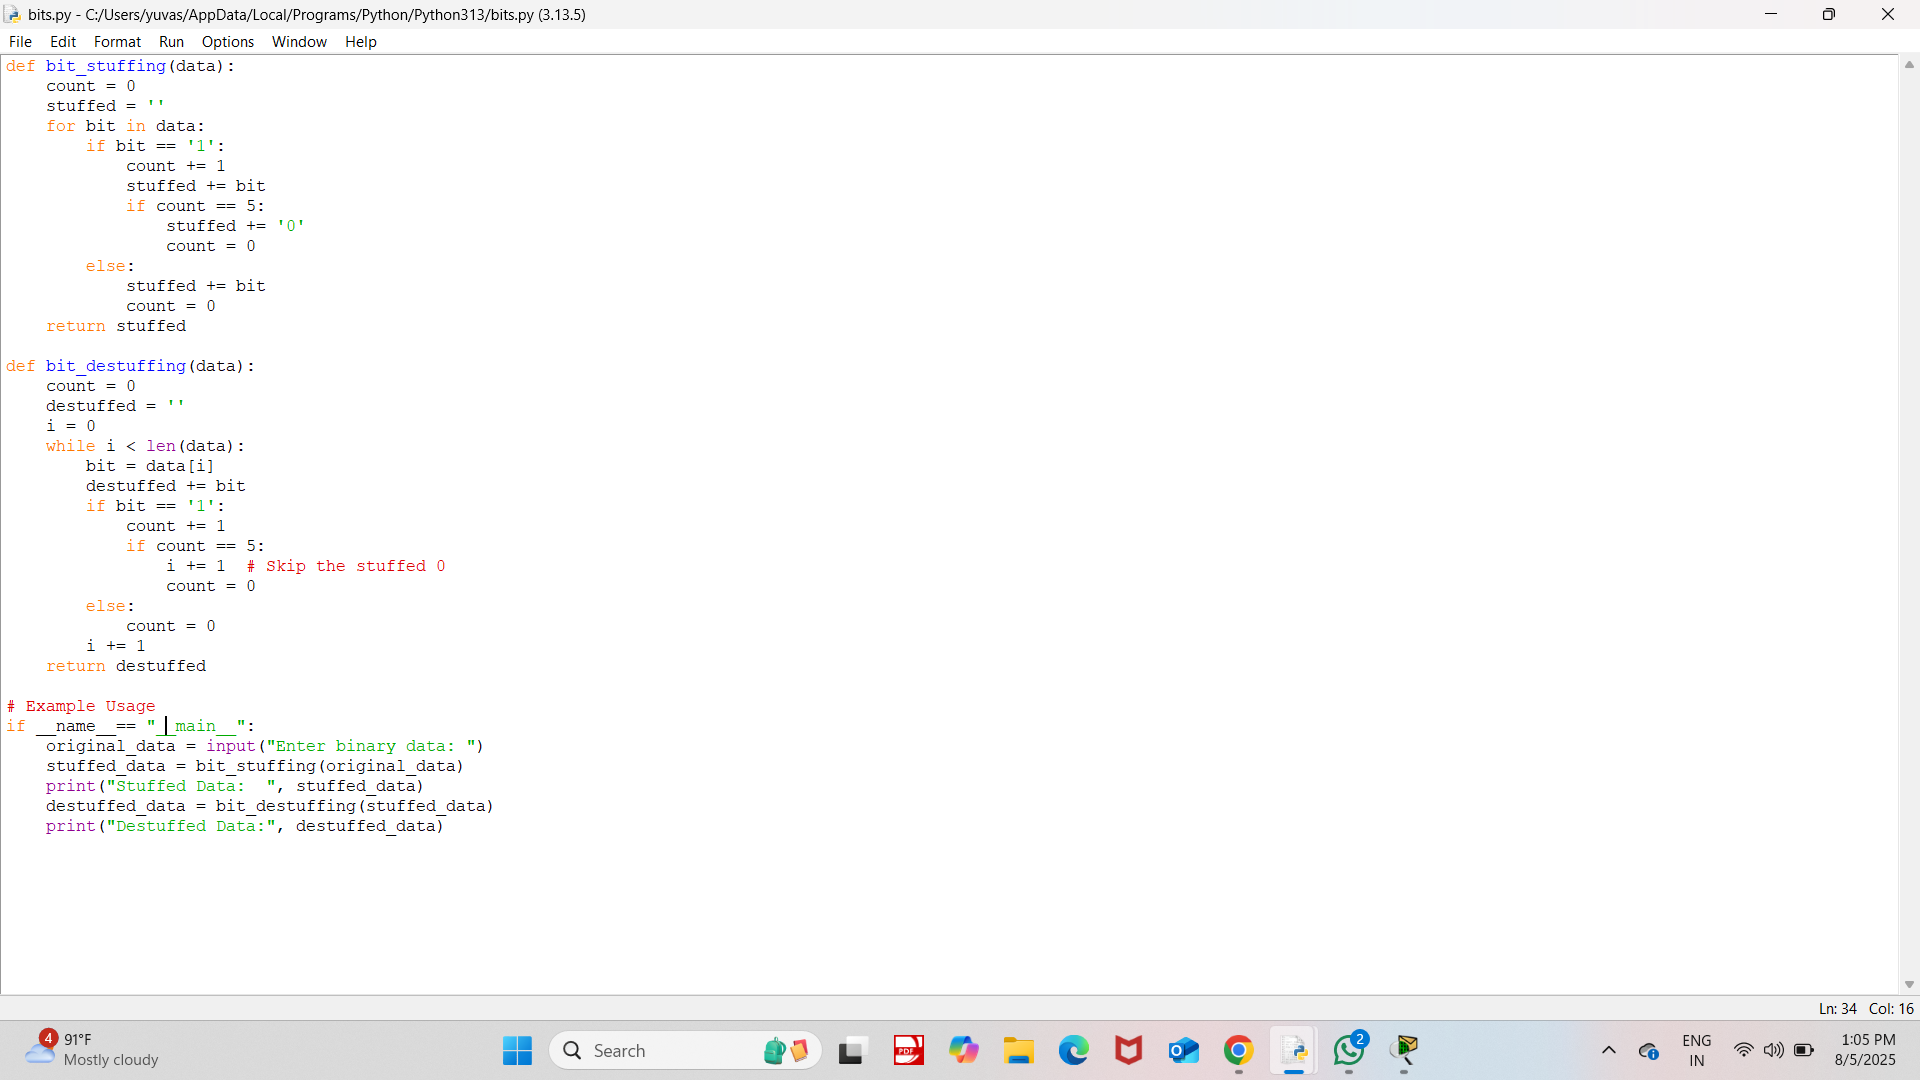 bits.py - C:/Users/yuvas/AppData/Local/Programs/Python/Python313/bits.py (3.13.5)
File Edit Format Run Options Window Help
def bit_stuffing(data):
    count = 0
    stuffed = ''
    for bit in data:
        if bit == '1':
            count += 1
            stuffed += bit
            if count == 5:
                stuffed += '0'
                count = 0
        else:
            stuffed += bit
            count = 0
    return stuffed

def bit_destuffing(data):
    count = 0
    destuffed = ''
    i = 0
    while i < len(data):
        bit = data[i]
        destuffed += bit
        if bit == '1':
            count += 1
            if count == 5:
                i += 1  # Skip the stuffed 0
                count = 0
        else:
            count = 0
        i += 1
    return destuffed

# Example Usage
if __name__== "__main__":
    original_data = input("Enter binary data: ")
    stuffed_data = bit_stuffing(original_data)
    print("Stuffed Data:  ", stuffed_data)
    destuffed_data = bit_destuffing(stuffed_data)
    print("Destuffed Data:", destuffed_data)
Ln: 34 Col: 16
4
91°F
Mostly cloudy
Search
PDF
2
ENG
IN
1:05 PM
8/5/2025